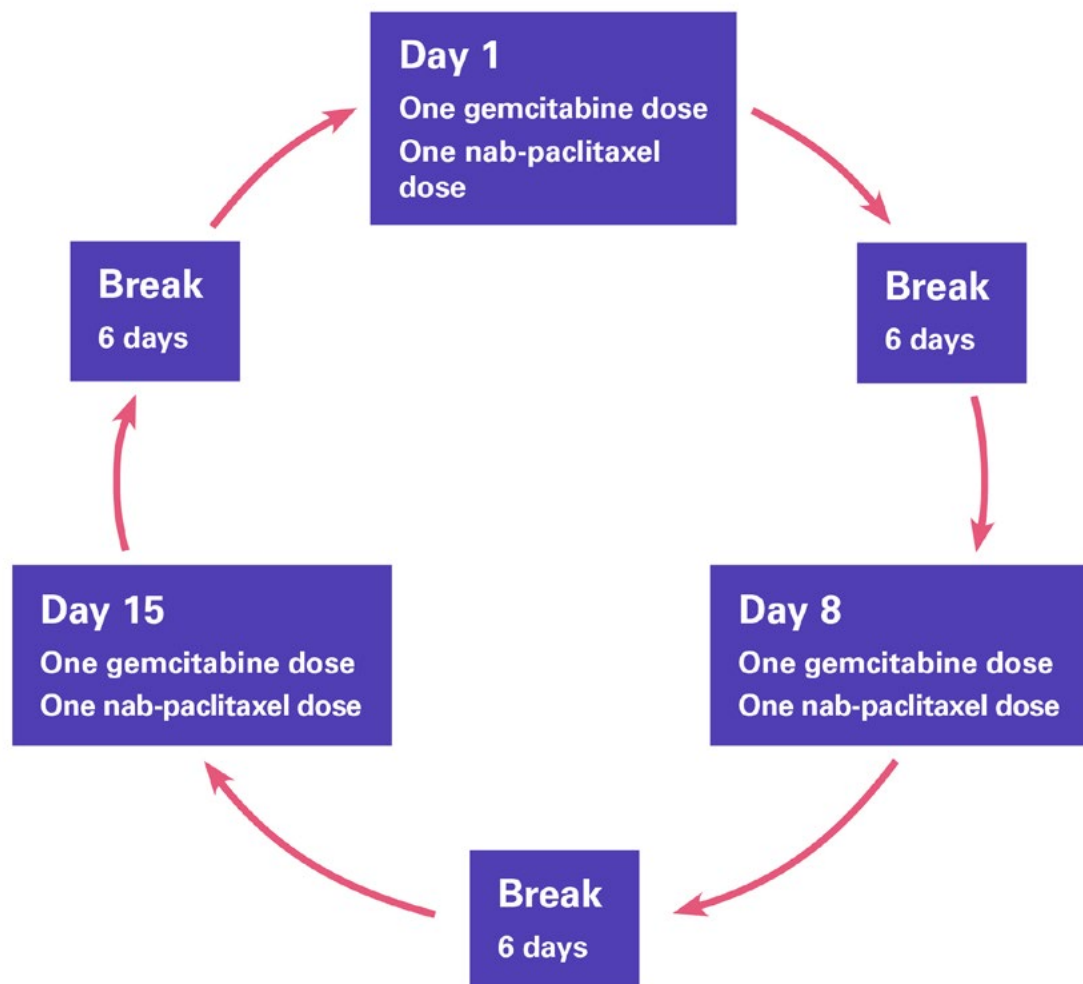 Day 1
One gemcitabine dose
One nab-paclitaxel
dose
Break
6 days
Day 8
One gemcitabine dose
One nab-paclitaxel dose
Break
6 days
Day 15
One gemcitabine dose
One nab-paclitaxel dose
Break
6 days